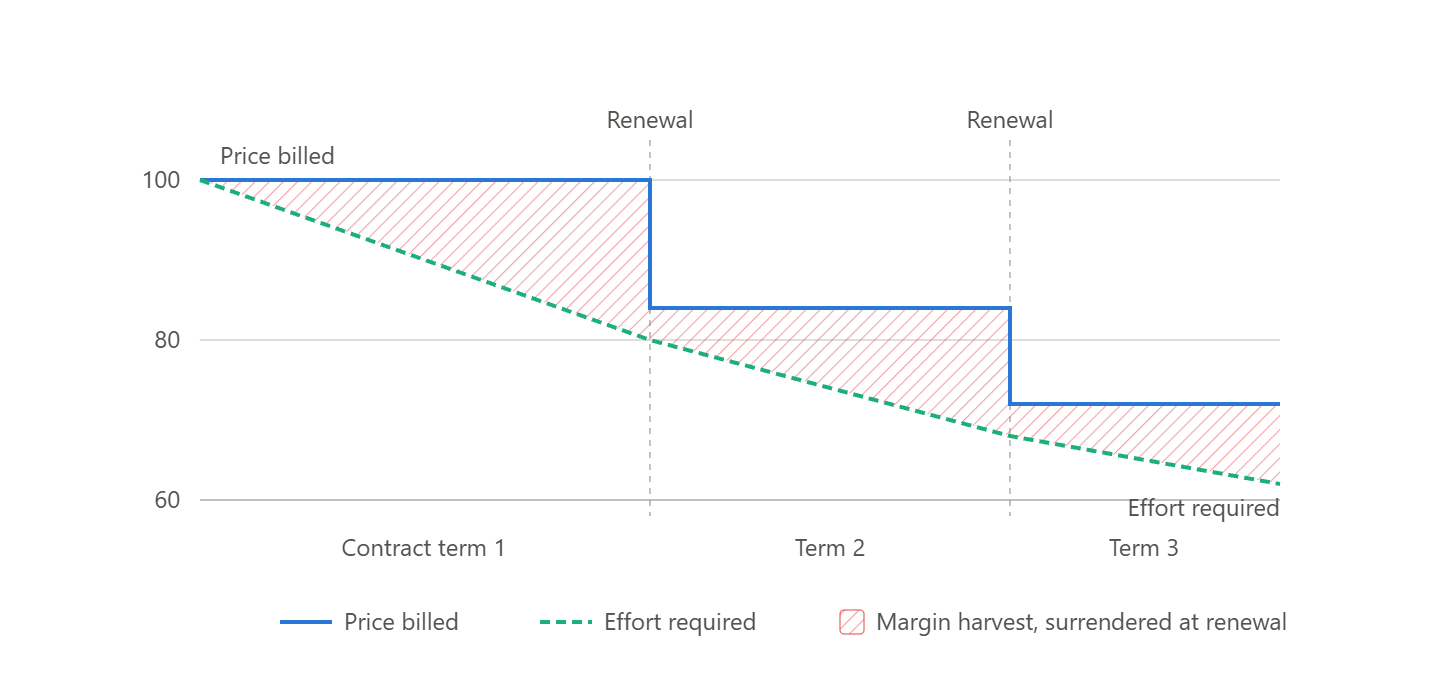 Renewal
Renewal
Price billed
100
80
60
Effort required
Contract term 1
Term 2
Term 3
Price billed
Effort required
Margin harvest, surrendered at renewal